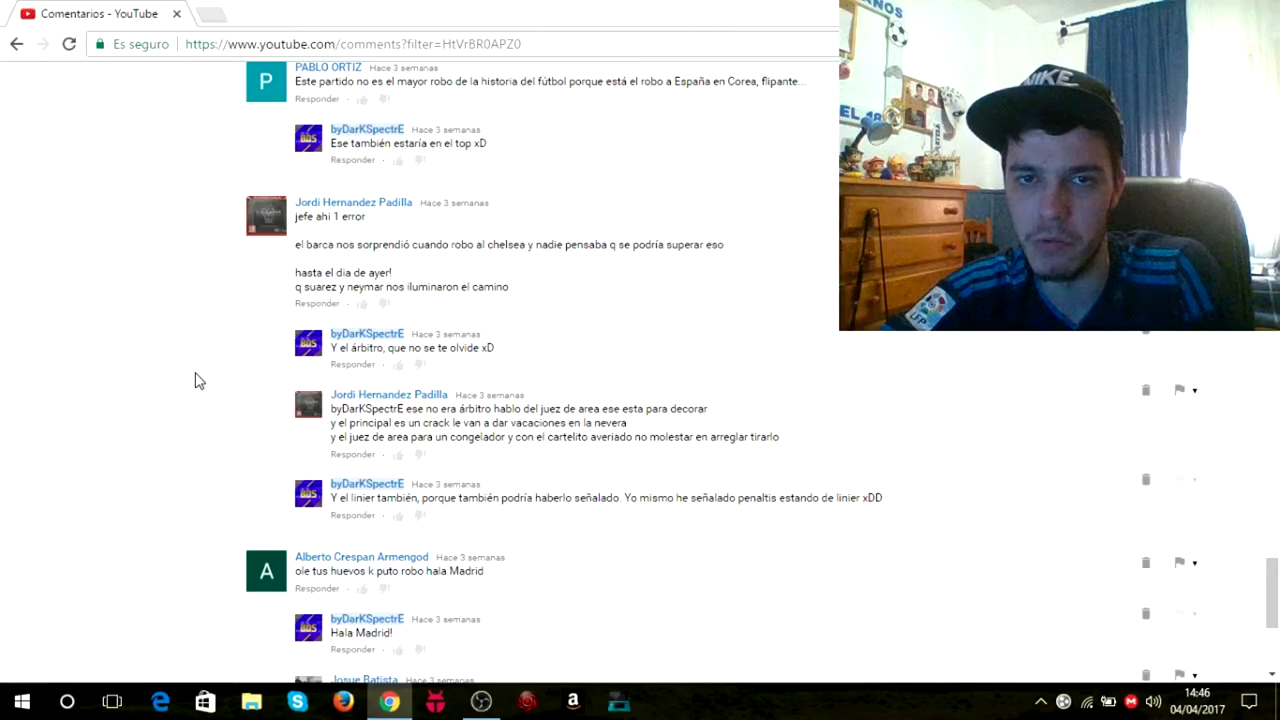 Comentarios - YouTube
Es seguro
https://www.youtube.com/comments?filter=HtVrBR0APZ0
PABLO ORTIZ Hace 3 semanas
P
Este partido no es el mayor robo de la historia del fútbol porque está el robo a España en Corea, flipante...
Responder
byDarKSpectrE Hace 3 semanas
BDS
Ese también estaría en el top xD
Responder
Jordi Hernandez Padilla Hace 3 semanas
jefe ahi 1 error
el barca nos sorprendió cuando robo al chelsea y nadie pensaba q se podría superar eso
hasta el dia de ayer!
q suarez y neymar nos iluminaron el camino
Responder
byDarKSpectrE Hace 3 semanas
BDS
Y el árbitro, que no se te olvide xD
Responder
Jordi Hernandez Padilla Hace 3 semanas
byDarKSpectrE ese no era árbitro hablo del juez de area ese esta para decorar
y el principal es un crack le van a dar vacaciones en la nevera
y el juez de area para un congelador y con el cartelito averiado no molestar en arreglar tirarlo
Responder
byDarKSpectrE Hace 3 semanas
BDS
Y el linier también, porque también podría haberlo señalado. Yo mismo he señalado penaltis estando de linier xDD
Responder
Alberto Crespan Armengod Hace 3 semanas
A
ole tus huevos k puto robo hala Madrid
Responder
byDarKSpectrE Hace 3 semanas
BDS
Hala Madrid!
Responder
Josue Batista Hace 3 semanas
NIKE
LFP
14:46
04/04/2017